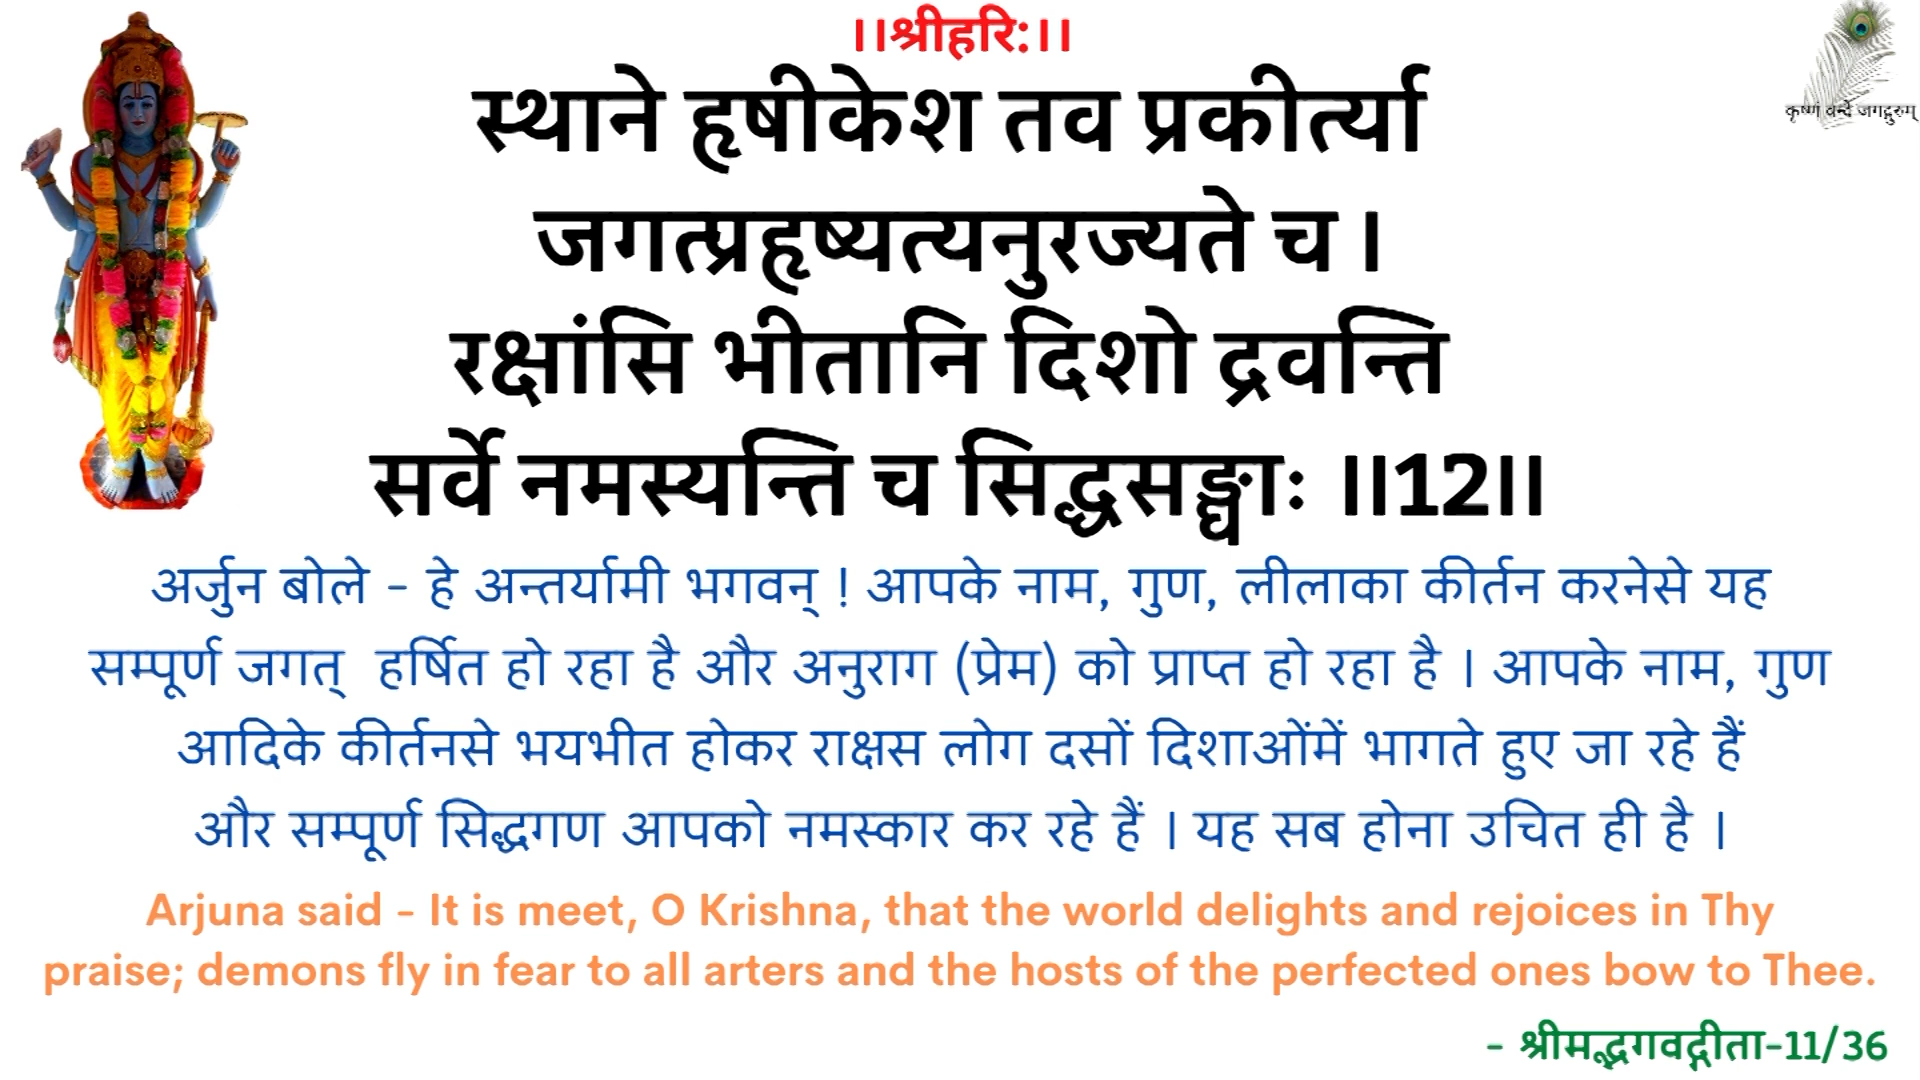 ।।श्रीहरि:।।
कृष्णं वन्दे जगद्गुरुम्
स्थाने हृषीकेश तव प्रकीर्त्या
जगत्प्रहृष्यत्यनुरज्यते च ।
रक्षांसि भीतानि दिशो द्रवन्ति
सर्वे नमस्यन्ति च सिद्धसङ्घाः ।।12।।
अर्जुन बोले - हे अन्तर्यामी भगवन् ! आपके नाम, गुण, लीलाका कीर्तन करनेसे यह
सम्पूर्ण जगत् हर्षित हो रहा है और अनुराग (प्रेम) को प्राप्त हो रहा है । आपके नाम, गुण
आदिके कीर्तनसे भयभीत होकर राक्षस लोग दसों दिशाओंमें भागते हुए जा रहे हैं
और सम्पूर्ण सिद्धगण आपको नमस्कार कर रहे हैं । यह सब होना उचित ही है ।
Arjuna said - It is meet, O Krishna, that the world delights and rejoices in Thy
praise; demons fly in fear to all arters and the hosts of the perfected ones bow to Thee.
- श्रीमद्भगवद्गीता-11/36